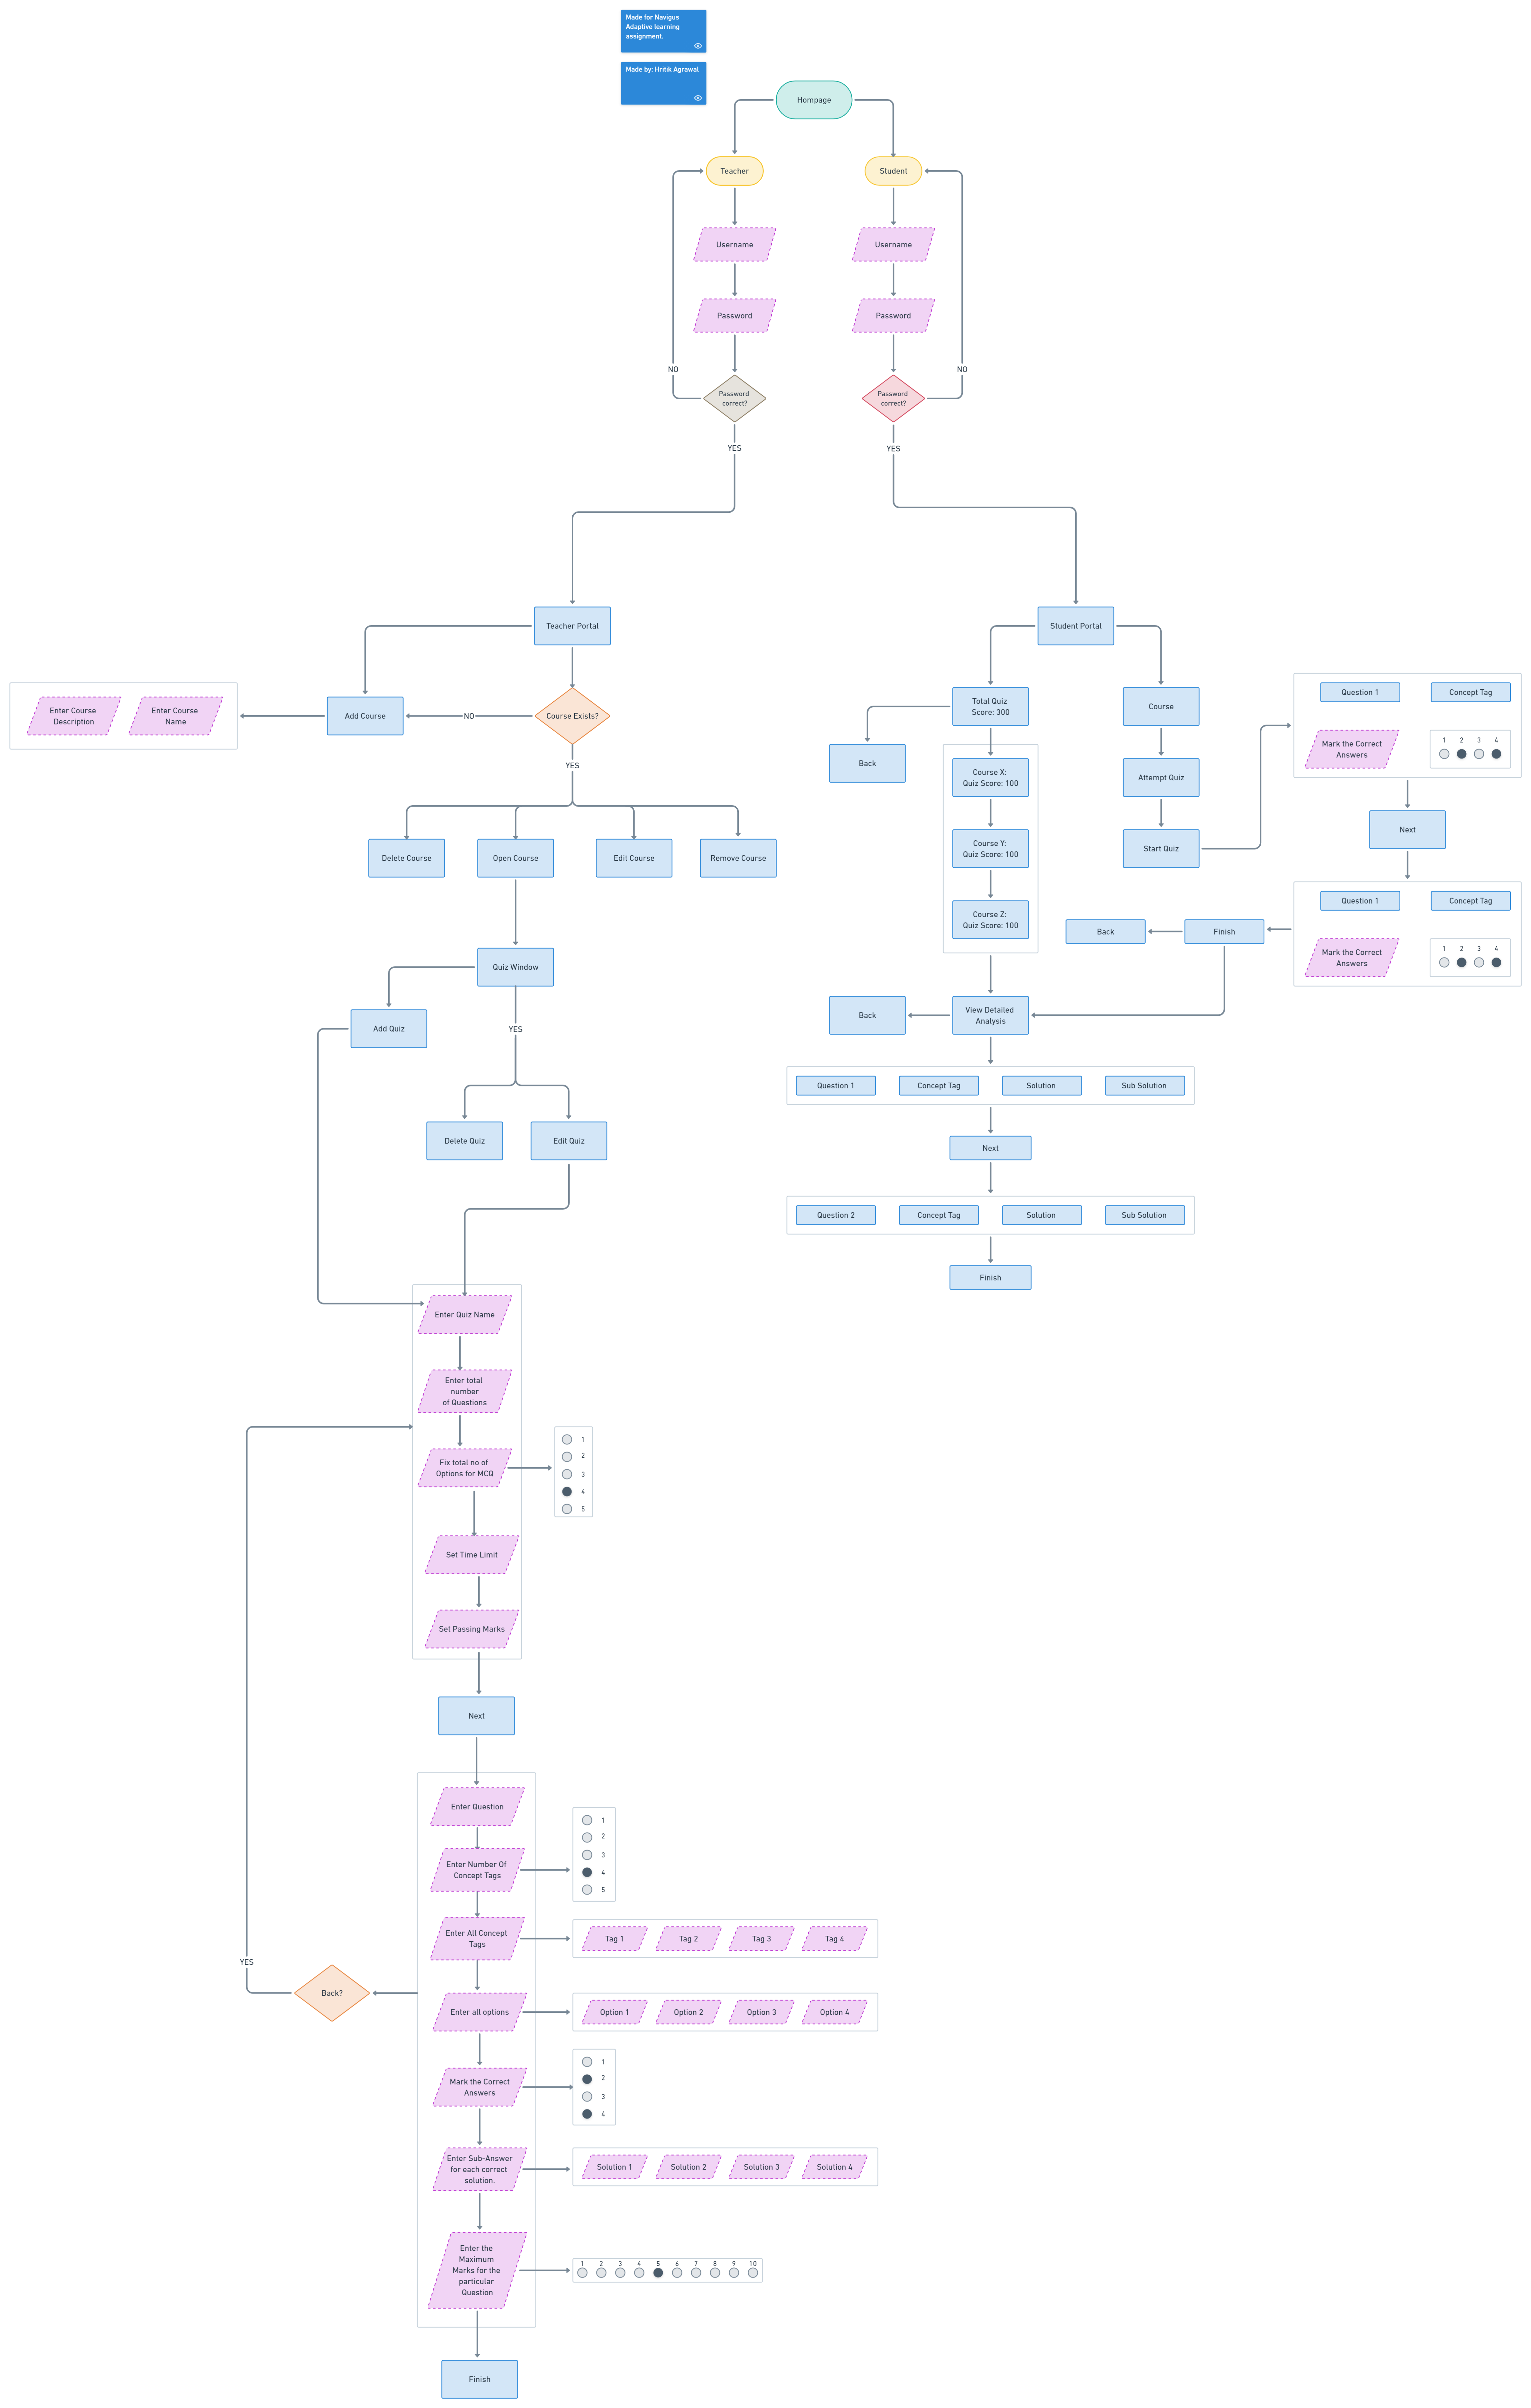 Made for Navigus
Adaptive learning
assignment.
Made by: Hritik Agrawal
Hompage
Teacher
Student
Username
Username
Password
Password
NO
NO
Password
correct?
Password
correct?
YES
YES
Teacher Portal
Student Portal
Enter Course
Description
Enter Course
Name
Add Course
NO
Course Exists?
YES
Delete Course
Open Course
Edit Course
Remove Course
Quiz Window
Add Quiz
YES
Delete Quiz
Edit Quiz
Total Quiz
Score: 300
Back
Course X:
Quiz Score: 100
Course Y:
Quiz Score: 100
Course Z:
Quiz Score: 100
Course
Attempt Quiz
Start Quiz
Question 1
Concept Tag
Mark the Correct
Answers
1 2 3 4
Next
Question 1
Concept Tag
Mark the Correct
Answers
1 2 3 4
Finish
Back
View Detailed
Analysis
Back
Question 1
Concept Tag
Solution
Sub Solution
Next
Question 2
Concept Tag
Solution
Sub Solution
Finish
Enter Quiz Name
Enter total
number
of Questions
Fix total no of
Options for MCQ
1
2
3
4
5
Set Time Limit
Set Passing Marks
Next
Enter Question
Enter Number Of
Concept Tags
1
2
3
4
5
Enter All Concept
Tags
Tag 1
Tag 2
Tag 3
Tag 4
YES
Back?
Enter all options
Option 1
Option 2
Option 3
Option 4
Mark the Correct
Answers
1
2
3
4
Enter Sub-Answer
for each correct
solution.
Solution 1
Solution 2
Solution 3
Solution 4
Enter the
Maximum
Marks for the
particular
Question
1 2 3 4 5 6 7 8 9 10
Finish